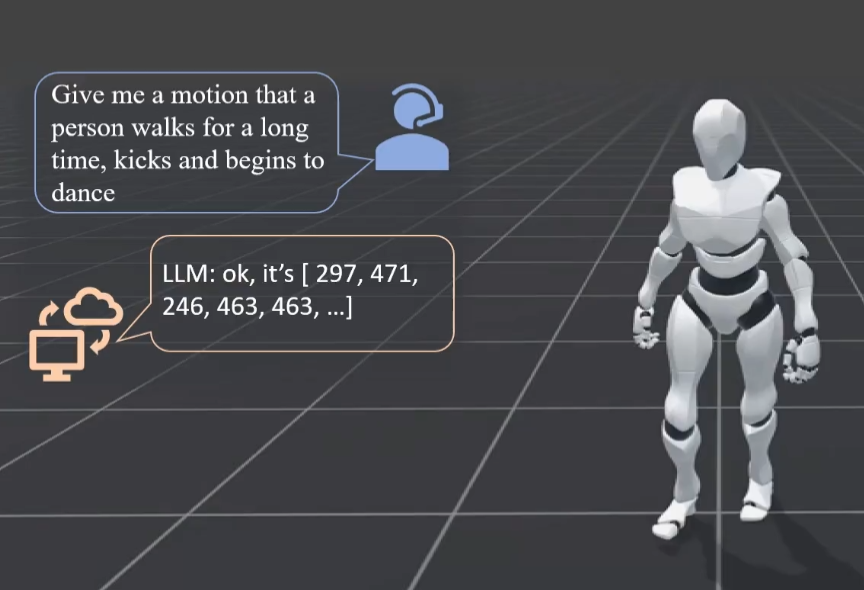 Give me a motion that a
person walks for a long
time, kicks and begins to
dance
LLM: ok, it’s [ 297, 471,
246, 463, 463, ...]